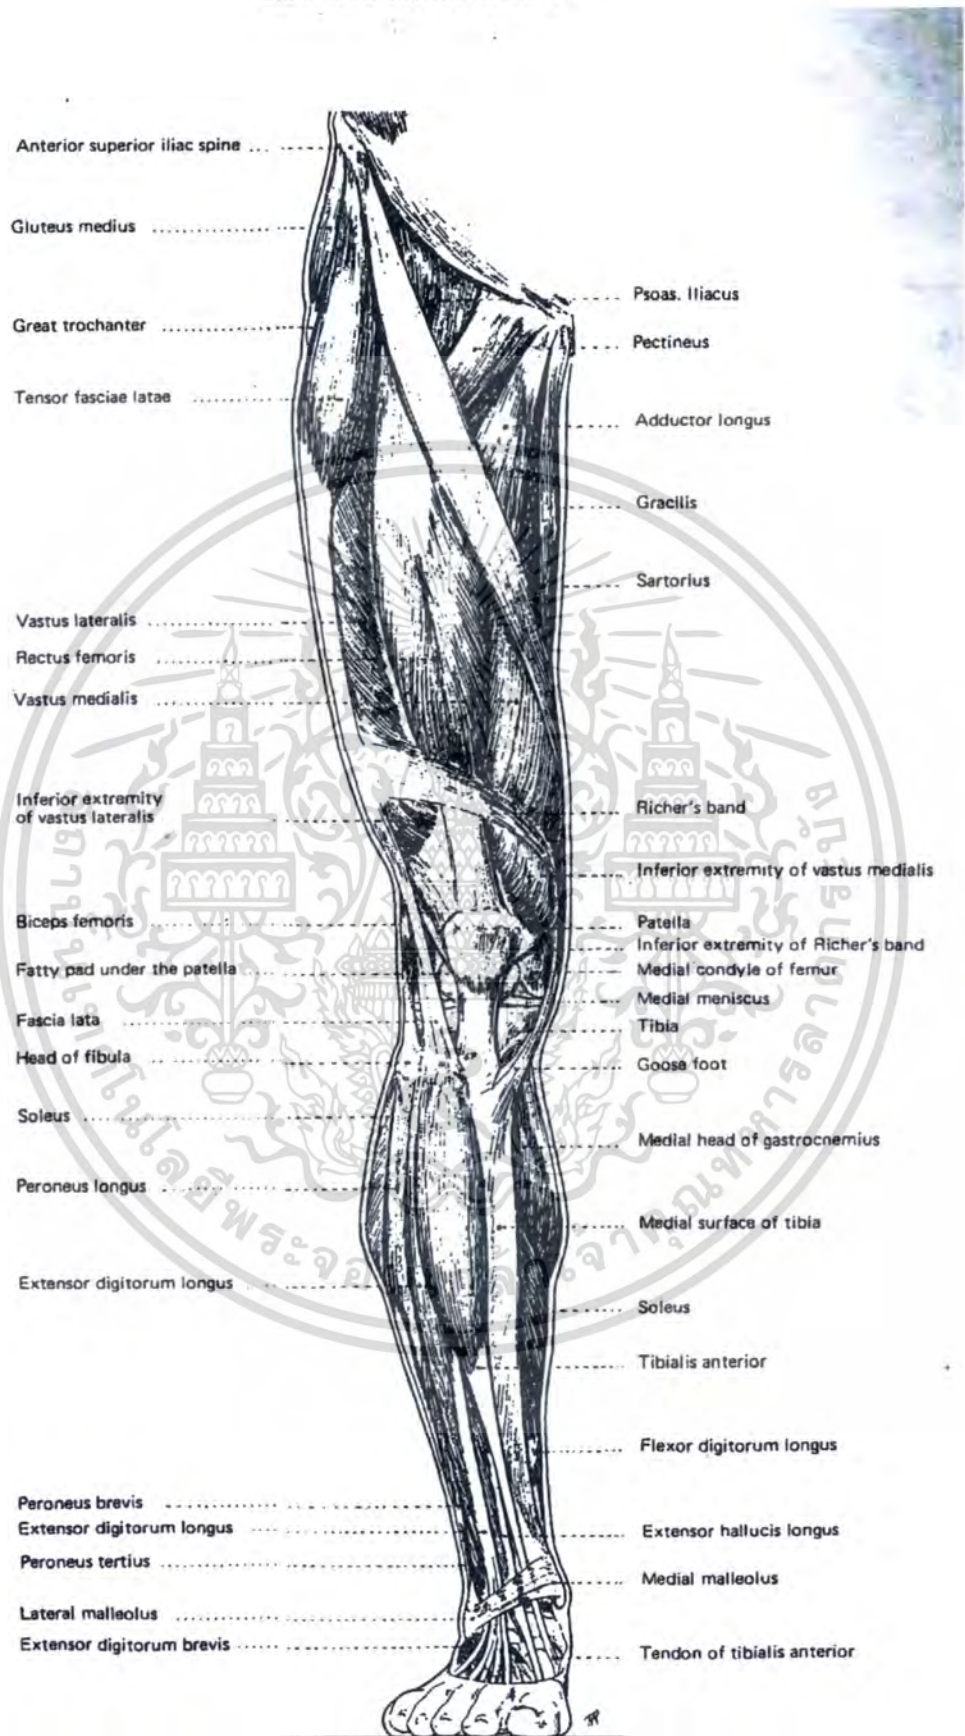 Anterior superior iliac spine
Gluteus medius
Great trochanter
Tensor fasciae latae
Vastus lateralis
Rectus femoris
Vastus medialis
Inferior extremity
of vastus lateralis
Biceps femoris
Fatty pad under the patella
Fascia lata
Head of fibula
Soleus
Peroneus longus
Extensor digitorum longus
Peroneus brevis
Extensor digitorum longus
Peroneus tertius
Lateral malleolus
Extensor digitorum brevis
Psoas. Iliacus
Pectineus
Adductor longus
Gracilis
Sartorius
Richer's band
Inferior extremity of vastus medialis
Patella
Inferior extremity of Richer's band
Medial condyle of femur
Medial meniscus
Tibia
Goose foot
Medial head of gastrocnemius
Medial surface of tibia
Soleus
Tibialis anterior
Flexor digitorum longus
Extensor hallucis longus
Medial malleolus
Tendon of tibialis anterior